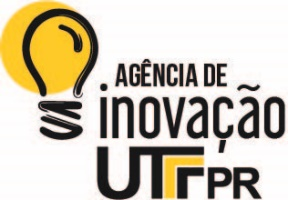 AGÊNCIA DE
inovação
UTFPR